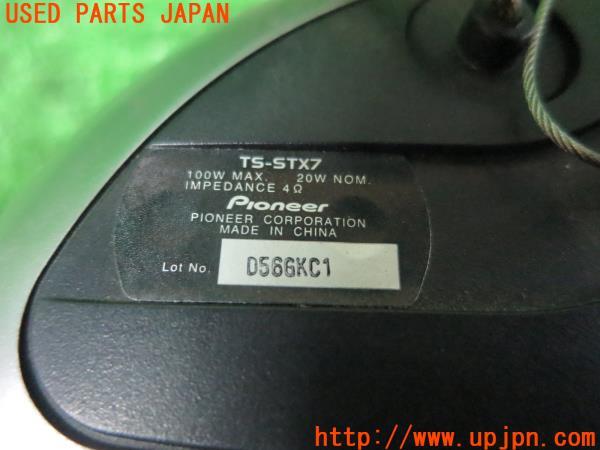 USED PARTS JAPAN
TS-STX7
100W MAX. 20W NOM.
IMPEDANCE 4Ω
Pioneer
PIONEER CORPORATION
MADE IN CHINA
Lot No. D56GKC1
http://www.upjpn.com